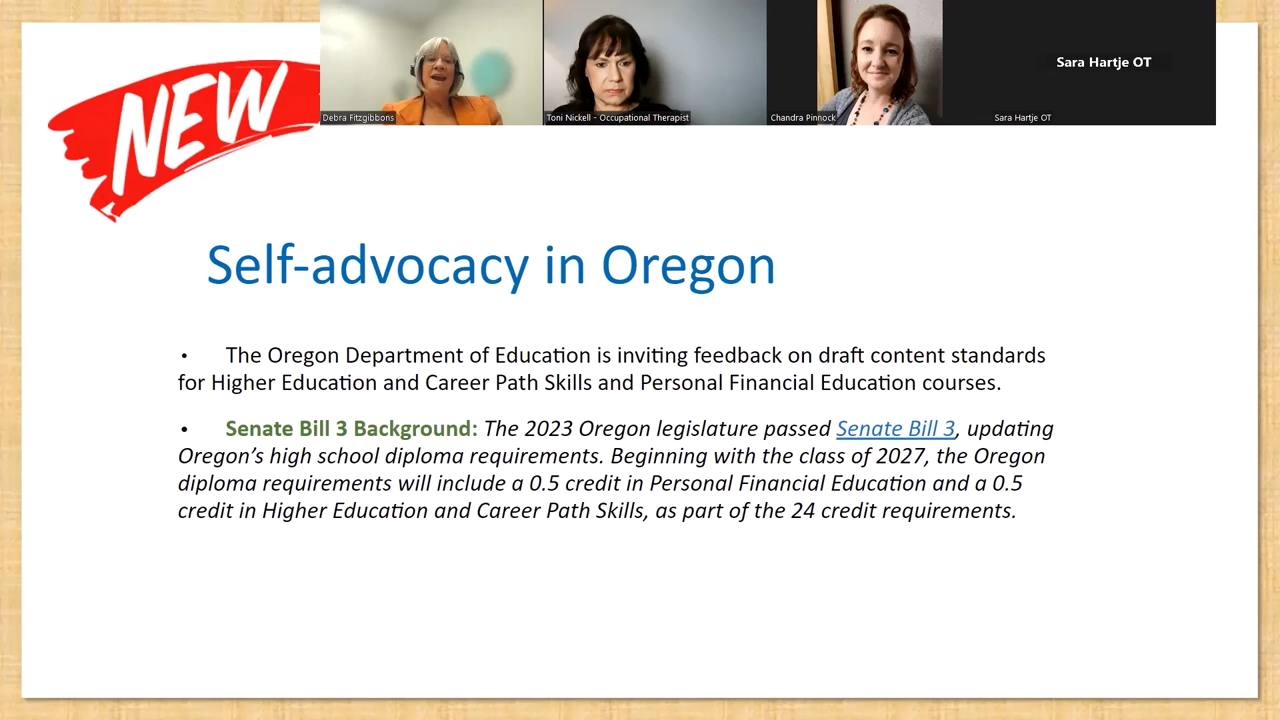 NEW
Debra Fitzgibbons
Toni Nickell - Occupational Therapist
Chandra Pinnock
Sara Hartje OT
Sara Hartje OT
Self-advocacy in Oregon
• The Oregon Department of Education is inviting feedback on draft content standards
for Higher Education and Career Path Skills and Personal Financial Education courses.
• Senate Bill 3 Background: The 2023 Oregon legislature passed Senate Bill 3, updating
Oregon’s high school diploma requirements. Beginning with the class of 2027, the Oregon
diploma requirements will include a 0.5 credit in Personal Financial Education and a 0.5
credit in Higher Education and Career Path Skills, as part of the 24 credit requirements.